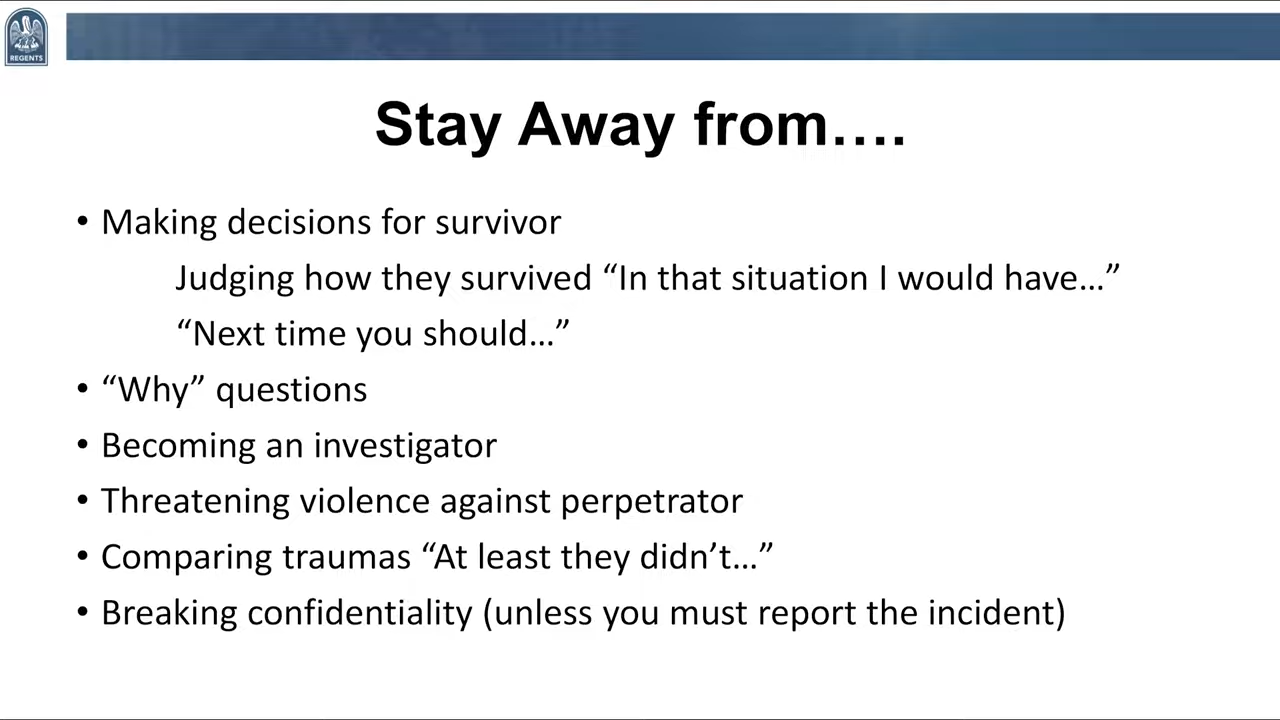 REGENTS
Stay Away from….
• Making decisions for survivor
Judging how they survived “In that situation I would have…”
“Next time you should…”
• “Why” questions
• Becoming an investigator
• Threatening violence against perpetrator
• Comparing traumas “At least they didn’t…”
• Breaking confidentiality (unless you must report the incident)